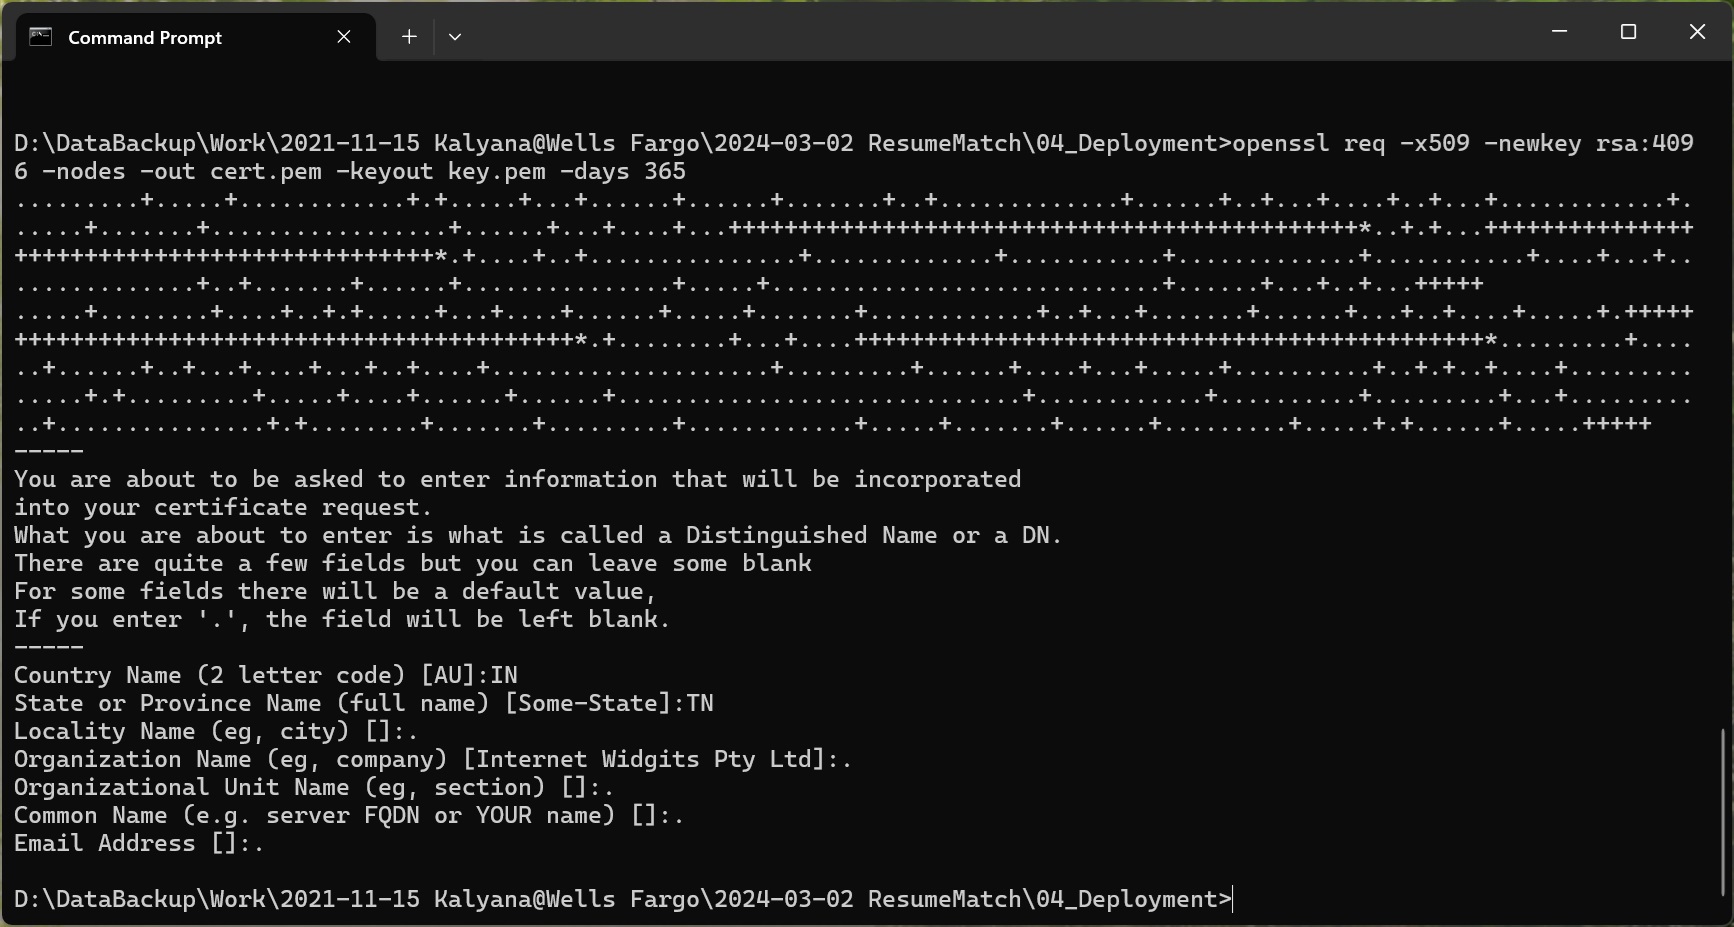 Command Prompt
D:\DataBackup\Work\2021-11-15 Kalyana@Wells Fargo\2024-03-02 ResumeMatch\04_Deployment>openssl req -x509 -newkey rsa:409
6 -nodes -out cert.pem -keyout key.pem -days 365
-----
You are about to be asked to enter information that will be incorporated
into your certificate request.
What you are about to enter is what is called a Distinguished Name or a DN.
There are quite a few fields but you can leave some blank
For some fields there will be a default value,
If you enter '.', the field will be left blank.
-----
Country Name (2 letter code) [AU]:IN
State or Province Name (full name) [Some-State]:TN
Locality Name (eg, city) []:.
Organization Name (eg, company) [Internet Widgits Pty Ltd]:.
Organizational Unit Name (eg, section) []:.
Common Name (e.g. server FQDN or YOUR name) []:.
Email Address []:.
D:\DataBackup\Work\2021-11-15 Kalyana@Wells Fargo\2024-03-02 ResumeMatch\04_Deployment>